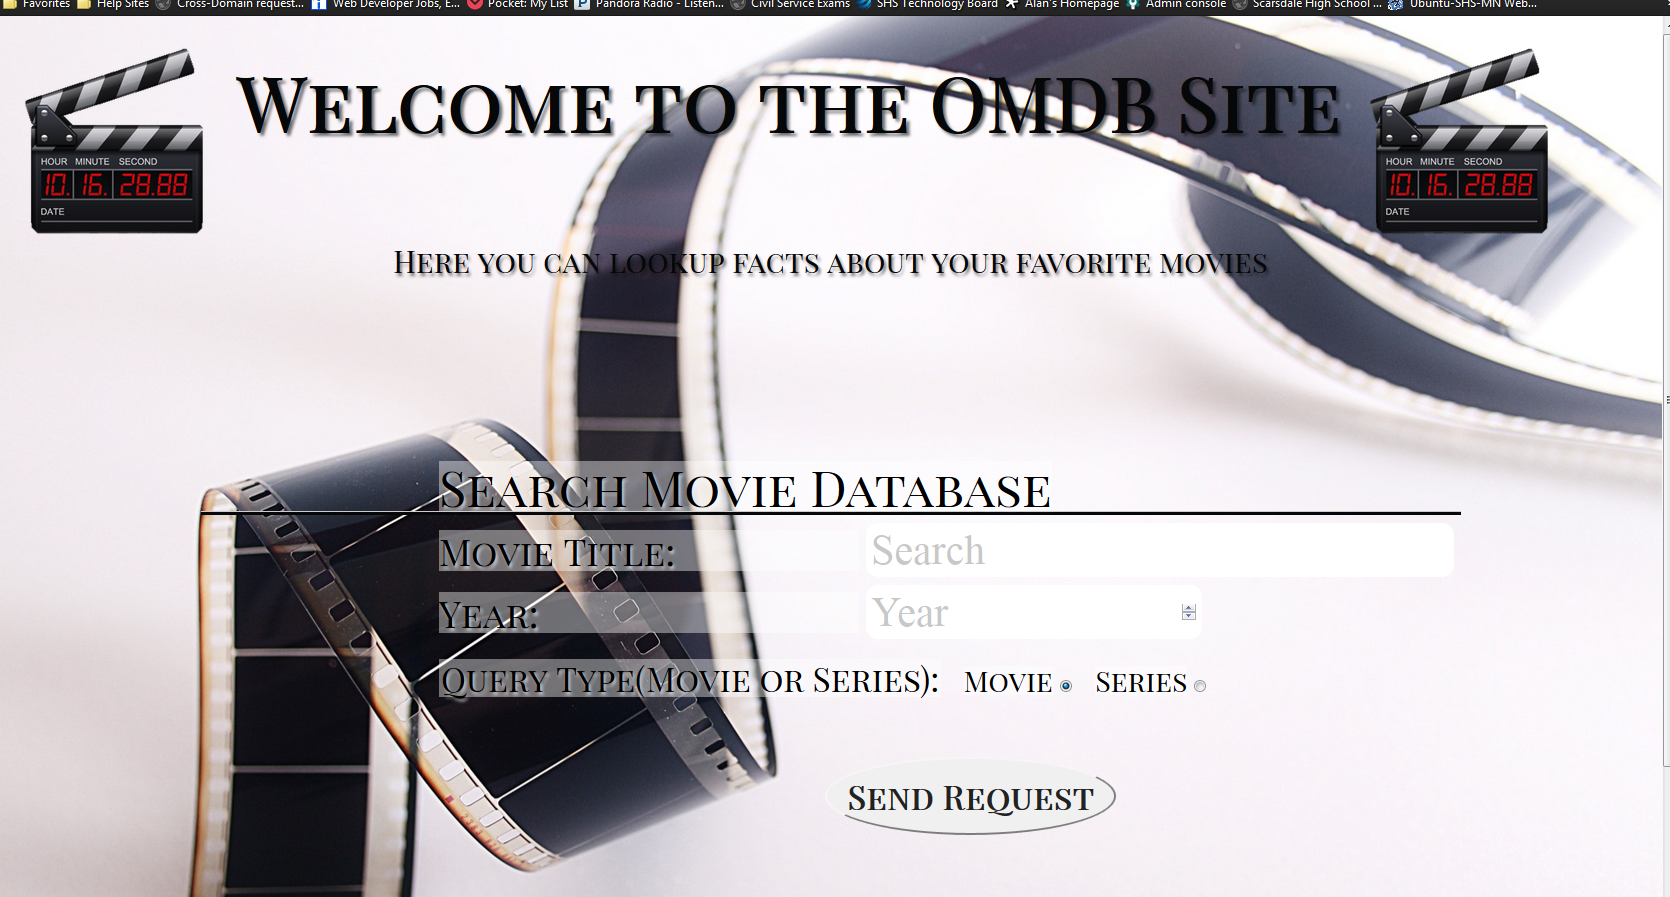 Favorites Help Sites Cross-Domain request... Web Developer Jobs, E... Pocket: My List Pandora Radio - Listen... Civil Service Exams SHS Technology Board Alan's Homepage Admin console Scarsdale High School ... Ubuntu-SHS-MN Web...
Welcome to the OMDB Site
HOUR MINUTE SECOND
10. 16. 28.88
DATE
HOUR MINUTE SECOND
10. 16. 28.88
DATE
Here you can lookup facts about your favorite movies
Search Movie Database
Movie Title: Search
Year: Year
Query Type(Movie or Series): Movie Series
Send Request